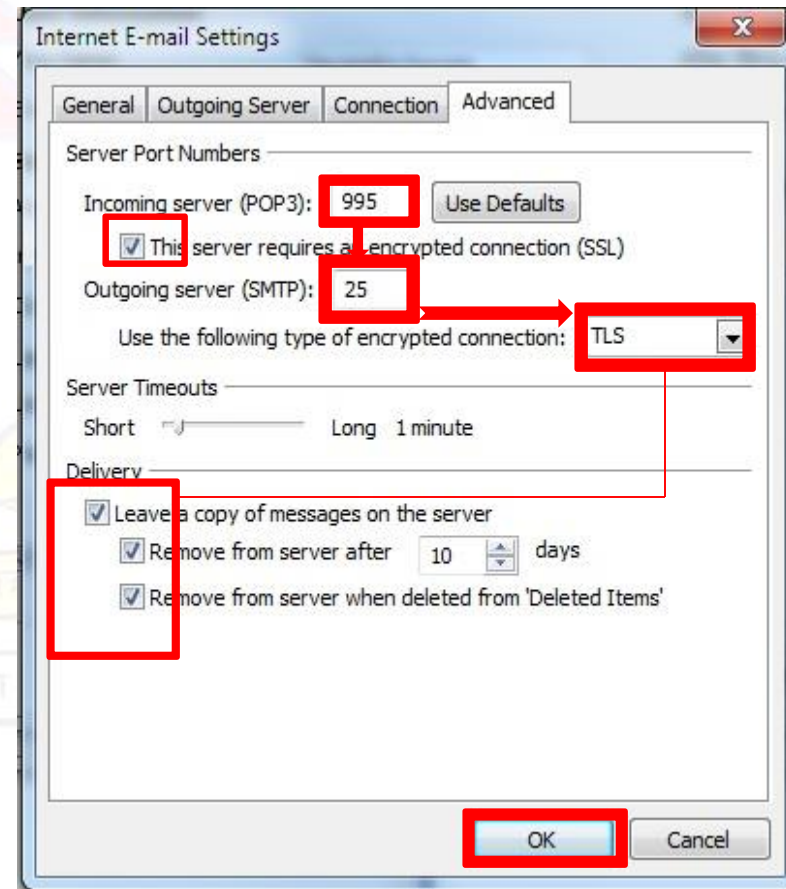 Internet E-mail Settings
General Outgoing Server Connection Advanced
Server Port Numbers
Incoming server (POP3): 995 Use Defaults
This server requires an encrypted connection (SSL)
Outgoing server (SMTP): 25
Use the following type of encrypted connection: TLS
Server Timeouts
Short Long 1 minute
Delivery
Leave a copy of messages on the server
Remove from server after 10 days
Remove from server when deleted from 'Deleted Items'
OK Cancel